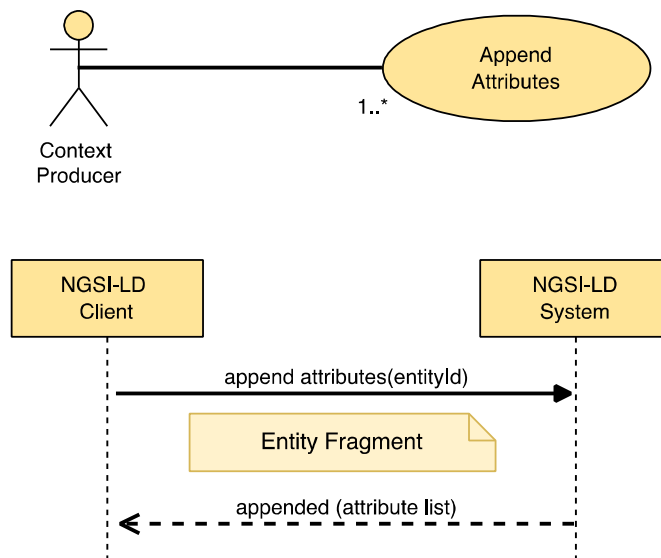 Append
Attributes
1..*
Context
Producer
NGSI-LD
Client
NGSI-LD
System
append attributes(entityId)
Entity Fragment
appended (attribute list)